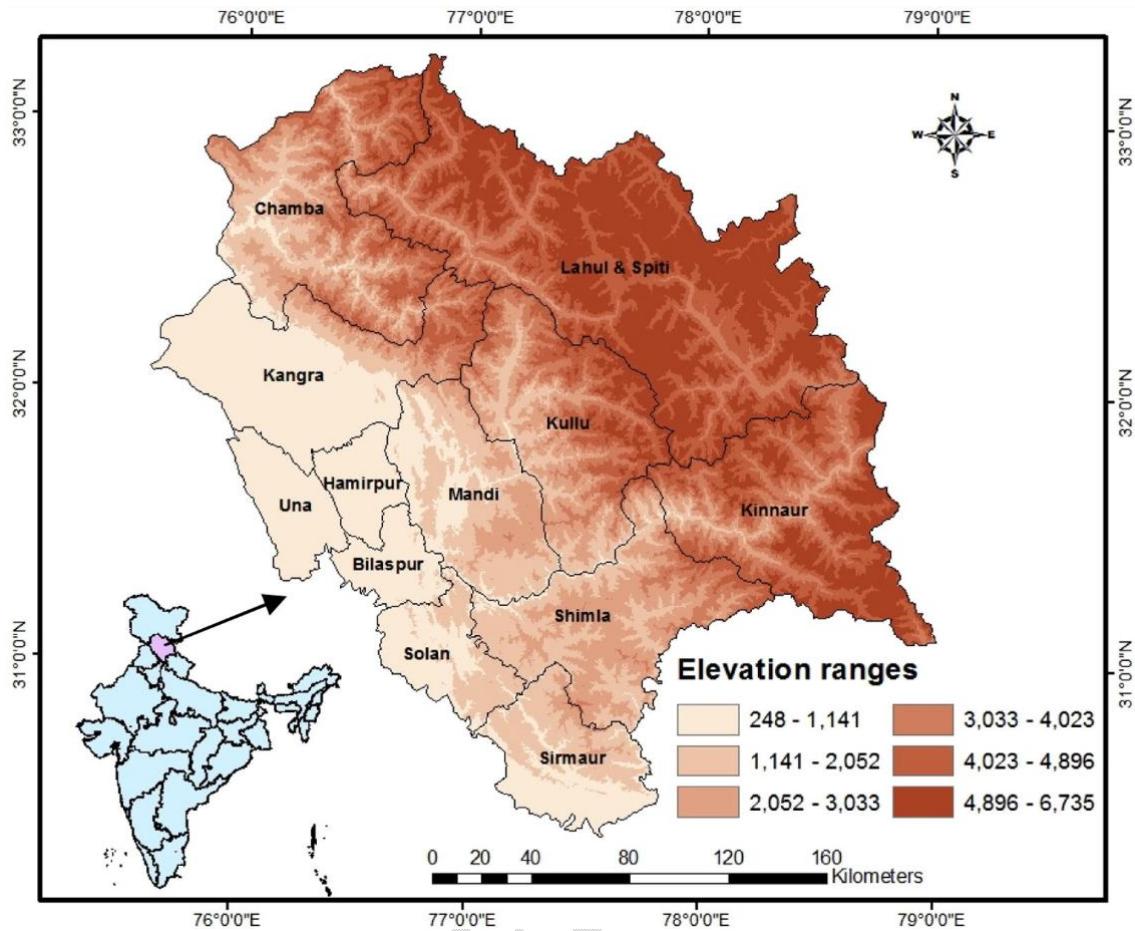 76°0'0"E 77°0'0"E 78°0'0"E 79°0'0"E
33°0'0"N
33°0'0"N
N
W E
S
Chamba
Lahul & Spiti
32°0'0"N
32°0'0"N
Kangra
Kullu
Hamirpur
Mandi
Una
Kinnaur
Bilaspur
Shimla
31°0'0"N
31°0'0"N
Solan
Sirmaur
Elevation ranges
248 - 1,141
1,141 - 2,052
2,052 - 3,033
3,033 - 4,023
4,023 - 4,896
4,896 - 6,735
0 20 40 80 120 160
Kilometers
76°0'0"E 77°0'0"E 78°0'0"E 79°0'0"E